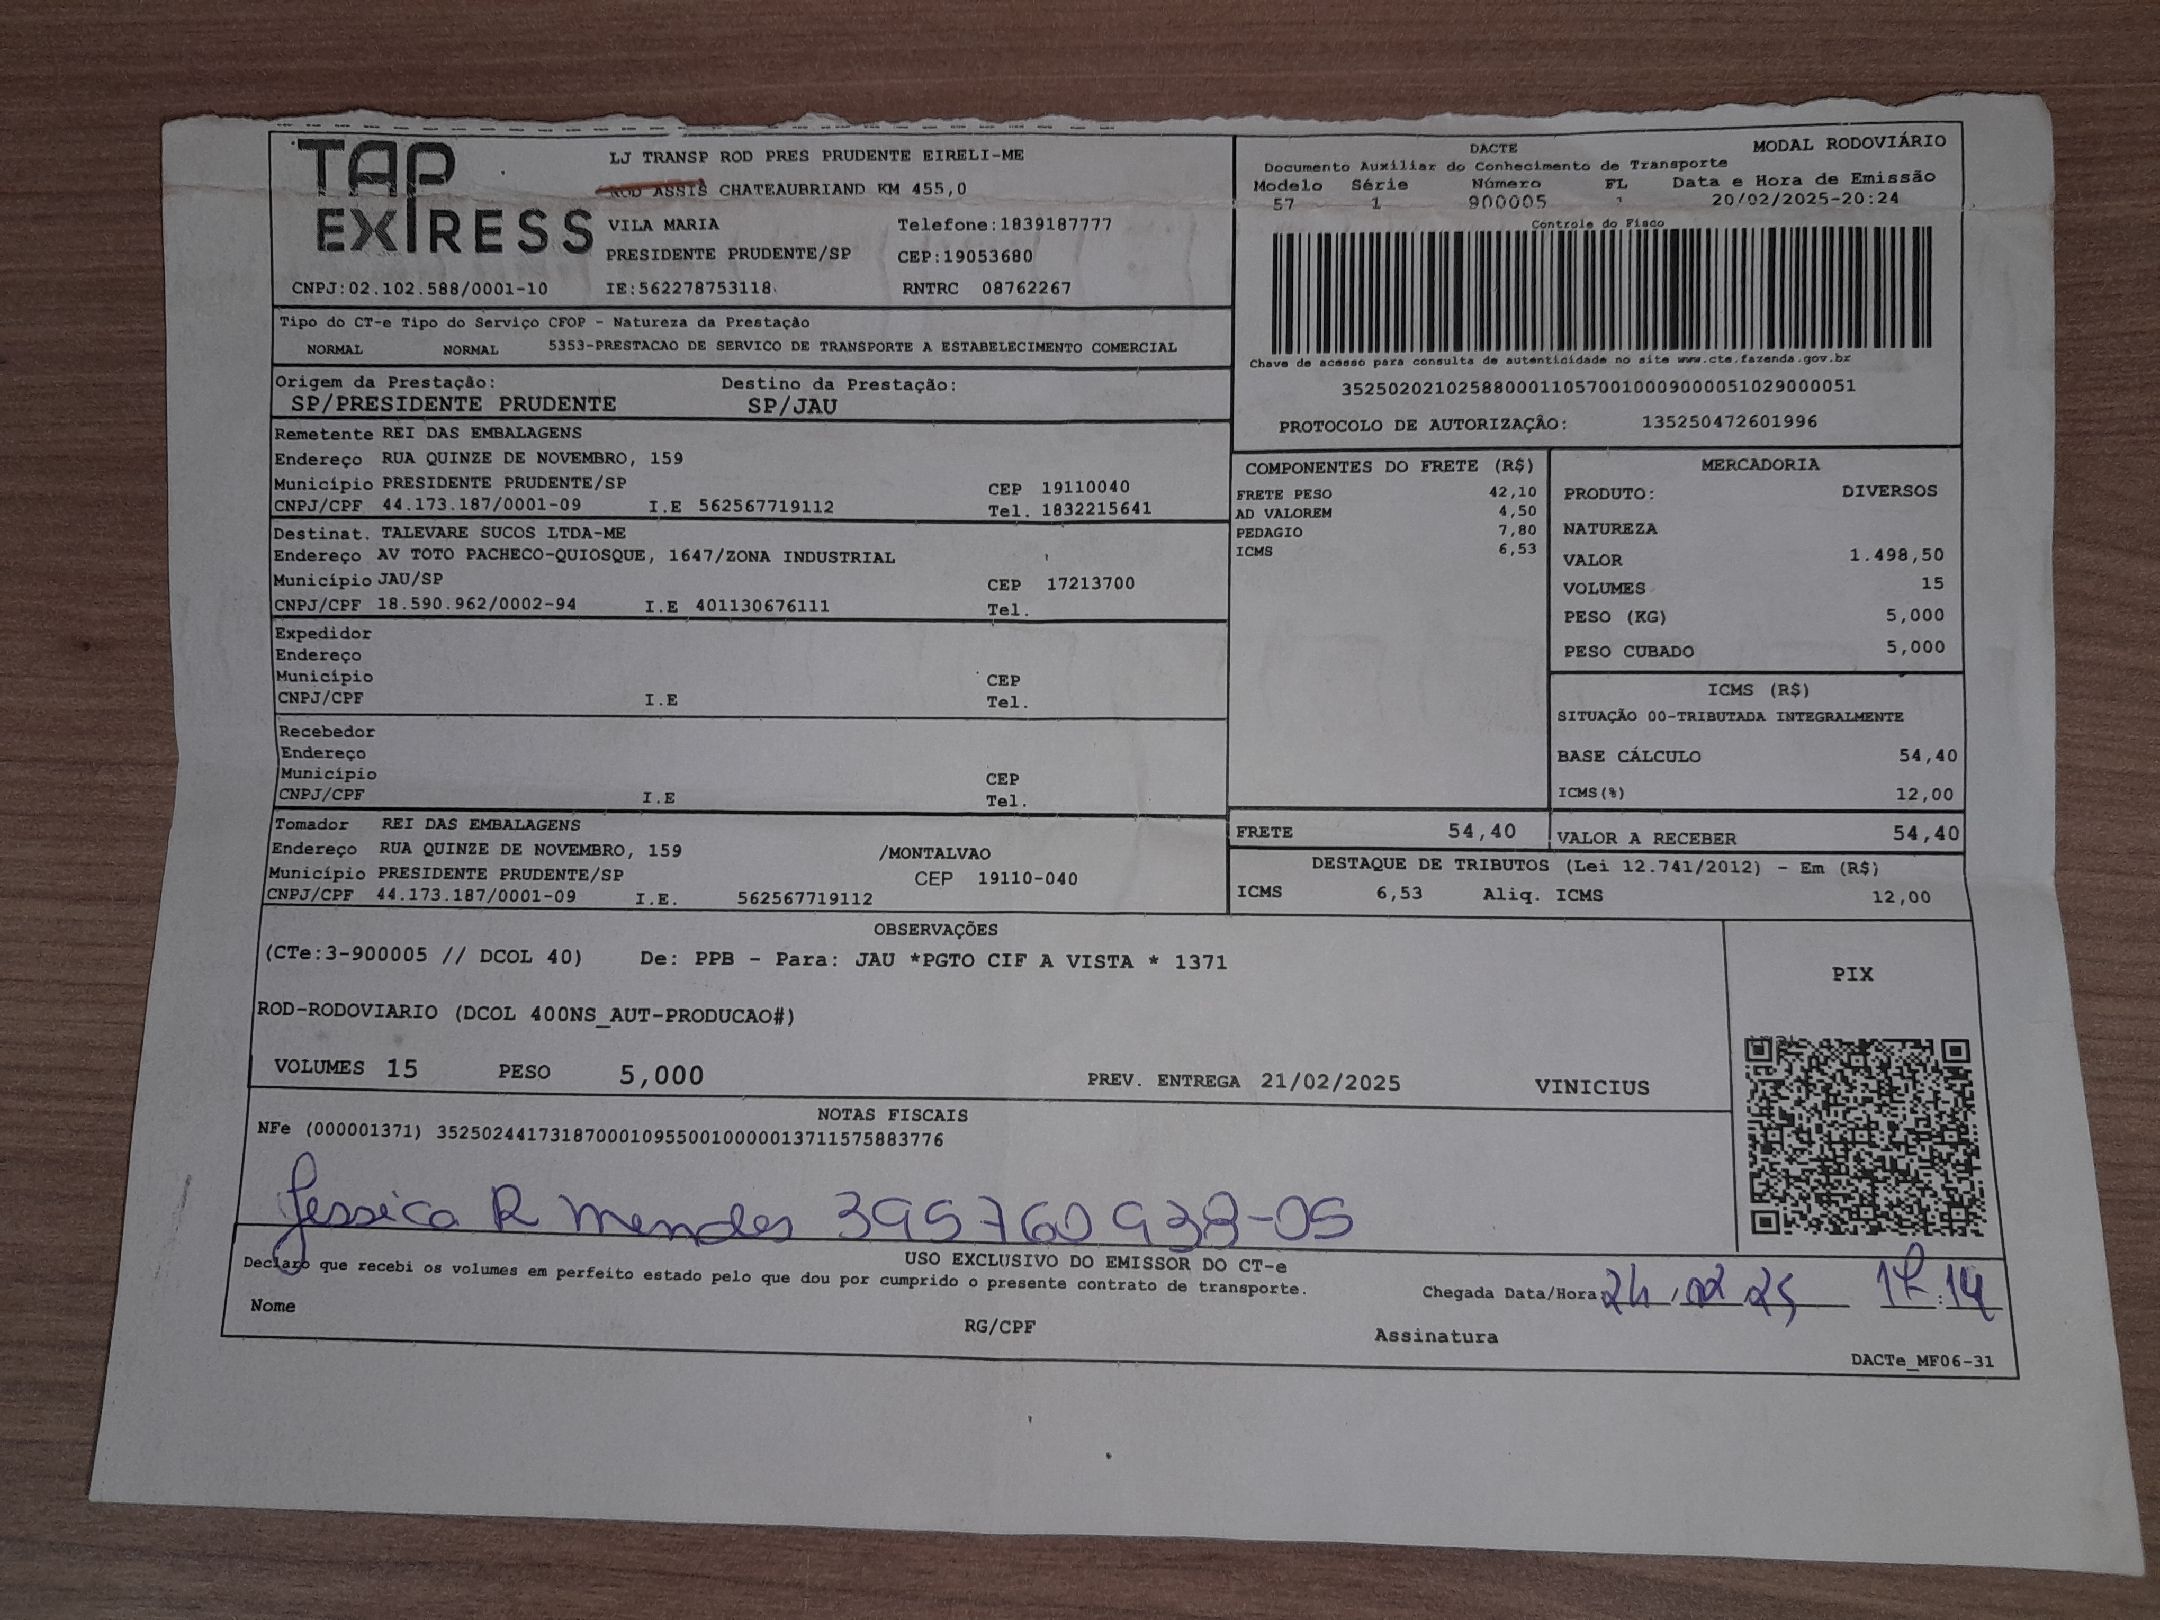 TAP EXPRESS
LJ TRANSP ROD PRES PRUDENTE EIRELI-ME
ROD ASSIS CHATEAUBRIAND KM 455,0
VILA MARIA Telefone:1839187777
PRESIDENTE PRUDENTE/SP CEP:19053680
CNPJ:02.102.588/0001-10 IE:562278753118 RNTRC 08762267
DACTE MODAL RODOVIÁRIO
Documento Auxiliar do Conhecimento de Transporte
Modelo Série Número FL Data e Hora de Emissão
57 1 900005 1 20/02/2025-20:24
Controle do Fisco
Chave de acesso para consulta de autenticidade no site www.cte.fazenda.gov.br
35250202102588000110570010009000051029000051
PROTOCOLO DE AUTORIZAÇÂO: 135250472601996
Tipo do CT-e Tipo do Serviço CFOP - Natureza da Prestação
NORMAL NORMAL 5353-PRESTACAO DE SERVICO DE TRANSPORTE A ESTABELECIMENTO COMERCIAL
Origem da Prestação: Destino da Prestação:
SP/PRESIDENTE PRUDENTE SP/JAU
Remetente REI DAS EMBALAGENS
Endereço RUA QUINZE DE NOVEMBRO, 159
Município PRESIDENTE PRUDENTE/SP CEP 19110040
CNPJ/CPF 44.173.187/0001-09 I.E 562567719112 Tel. 1832215641
Destinat. TALEVARE SUCOS LTDA-ME
Endereço AV TOTO PACHECO-QUIOSQUE, 1647/ZONA INDUSTRIAL
Município JAU/SP CEP 17213700
CNPJ/CPF 18.590.962/0002-94 I.E 401130676111 Tel.
Expedidor
Endereço
Município CEP
CNPJ/CPF I.E Tel.
Recebedor
Endereço
Município CEP
CNPJ/CPF I.E Tel.
Tomador REI DAS EMBALAGENS
Endereço RUA QUINZE DE NOVEMBRO, 159 /MONTALVAO
Município PRESIDENTE PRUDENTE/SP CEP 19110-040
CNPJ/CPF 44.173.187/0001-09 I.E. 562567719112
COMPONENTES DO FRETE (R$)
FRETE PESO 42,10
AD VALOREM 4,50
PEDAGIO 7,80
ICMS 6,53
MERCADORIA
PRODUTO: DIVERSOS
NATUREZA
VALOR 1.498,50
VOLUMES 15
PESO (KG) 5,000
PESO CUBADO 5,000
ICMS (R$)
SITUAÇÃO 00-TRIBUTADA INTEGRALMENTE
BASE CÁLCULO 54,40
ICMS(%) 12,00
FRETE 54,40 VALOR A RECEBER 54,40
DESTAQUE DE TRIBUTOS (Lei 12.741/2012) - Em (R$)
ICMS 6,53 Aliq. ICMS 12,00
OBSERVAÇÕES
(CTe:3-900005 // DCOL 40) De: PPB - Para: JAU *PGTO CIF A VISTA * 1371
ROD-RODOVIARIO (DCOL 400NS_AUT-PRODUCAO#)
VOLUMES 15 PESO 5,000 PREV. ENTREGA 21/02/2025 VINICIUS
PIX
NOTAS FISCAIS
NFe (000001371) 35250244173187000109550010000013711575883776
Jessica R Mendes 395760938-05
USO EXCLUSIVO DO EMISSOR DO CT-e
Declaro que recebi os volumes em perfeito estado pelo que dou por cumprido o presente contrato de transporte.
Chegada Data/Hora:
Nome RG/CPF Assinatura
DACTe_MF06-31